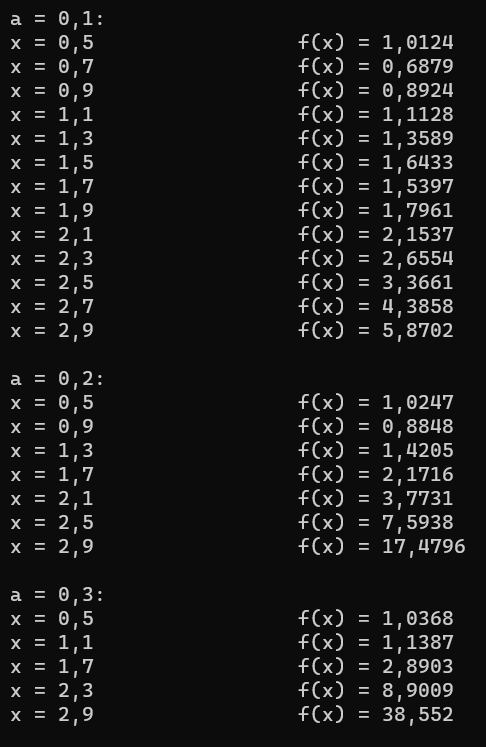 a = 0,1:
x = 0,5 f(x) = 1,0124
x = 0,7 f(x) = 0,6879
x = 0,9 f(x) = 0,8924
x = 1,1 f(x) = 1,1128
x = 1,3 f(x) = 1,3589
x = 1,5 f(x) = 1,6433
x = 1,7 f(x) = 1,5397
x = 1,9 f(x) = 1,7961
x = 2,1 f(x) = 2,1537
x = 2,3 f(x) = 2,6554
x = 2,5 f(x) = 3,3661
x = 2,7 f(x) = 4,3858
x = 2,9 f(x) = 5,8702
a = 0,2:
x = 0,5 f(x) = 1,0247
x = 0,9 f(x) = 0,8848
x = 1,3 f(x) = 1,4205
x = 1,7 f(x) = 2,1716
x = 2,1 f(x) = 3,7731
x = 2,5 f(x) = 7,5938
x = 2,9 f(x) = 17,4796
a = 0,3:
x = 0,5 f(x) = 1,0368
x = 1,1 f(x) = 1,1387
x = 1,7 f(x) = 2,8903
x = 2,3 f(x) = 8,9009
x = 2,9 f(x) = 38,552